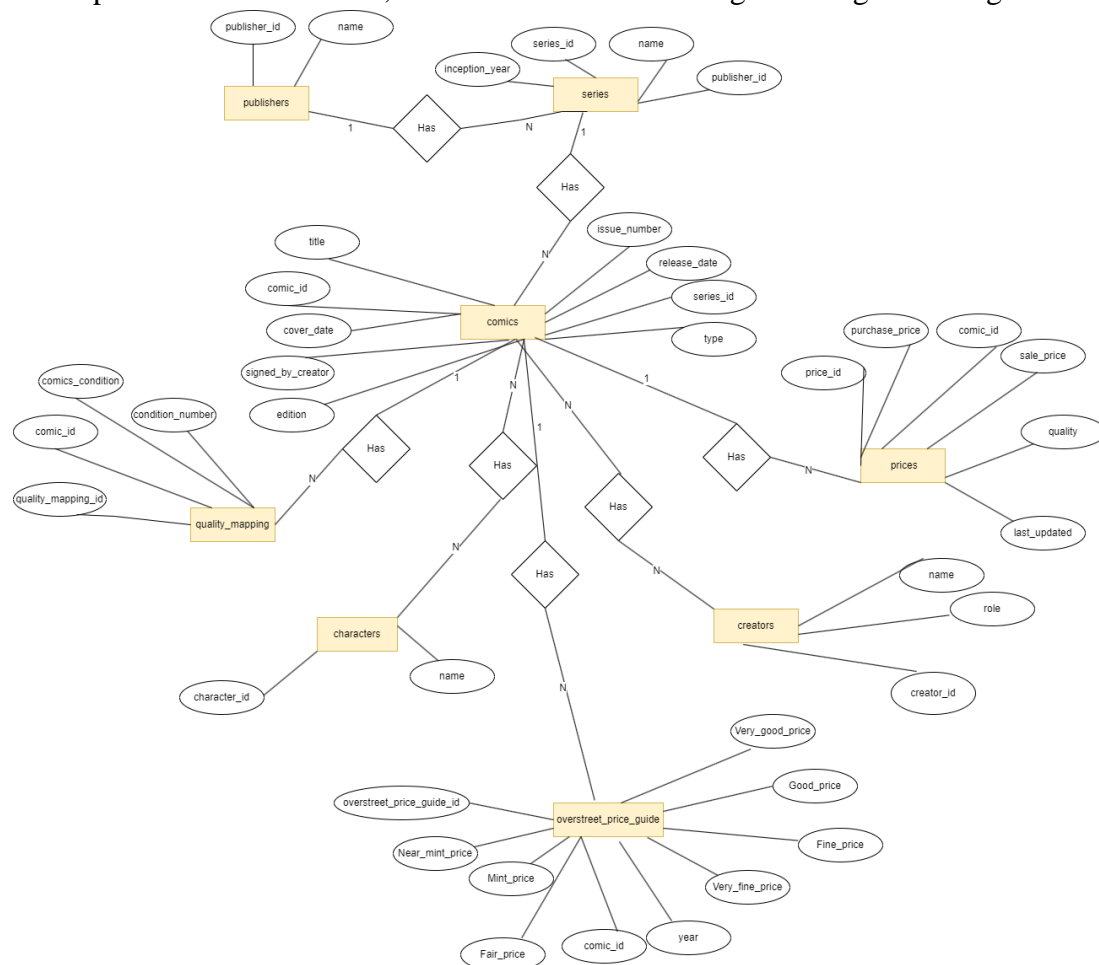 publisher_id
name
series_id
name
inception_year
publisher_id
publishers
series
1
Has
N
1
Has
N
title
issue_number
release_date
comic_id
series_id
cover_date
comics
type
signed_by_creator
edition
purchase_price
comic_id
sale_price
price_id
quality
prices
last_updated
comics_condition
condition_number
comic_id
quality_mapping_id
quality_mapping
1
Has
N
N
Has
N
1
Has
N
N
Has
N
1
Has
N
characters
name
character_id
creators
name
role
creator_id
Very_good_price
Good_price
overstreet_price_guide_id
overstreet_price_guide
Near_mint_price
Fine_price
Mint_price
Very_fine_price
Fair_price
comic_id
year